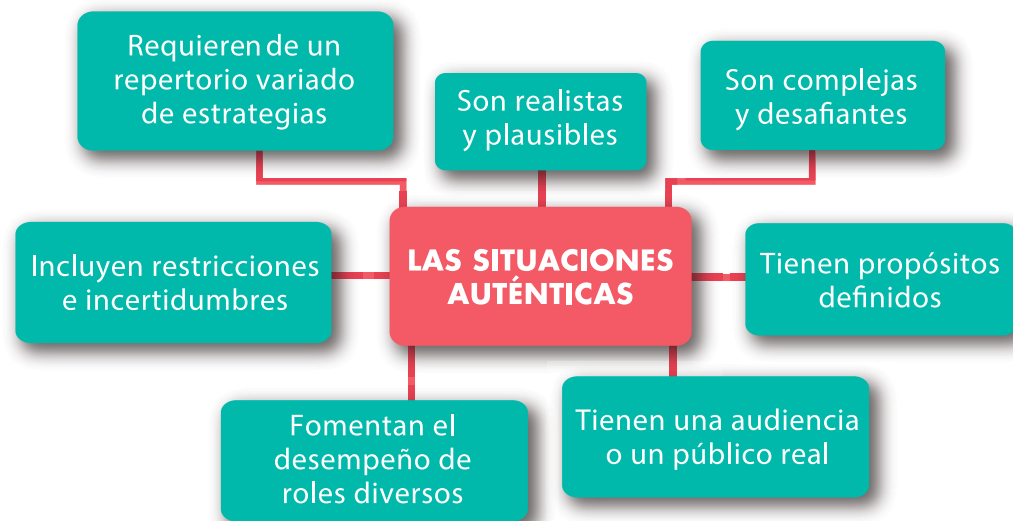 Requieren de un
repertorio variado
de estrategias
Son realistas
y plausibles
Son complejas
y desafiantes
Incluyen restricciones
e incertidumbres
LAS SITUACIONES
AUTÉNTICAS
Tienen propósitos
definidos
Fomentan el
desempeño de
roles diversos
Tienen una audiencia
o un público real